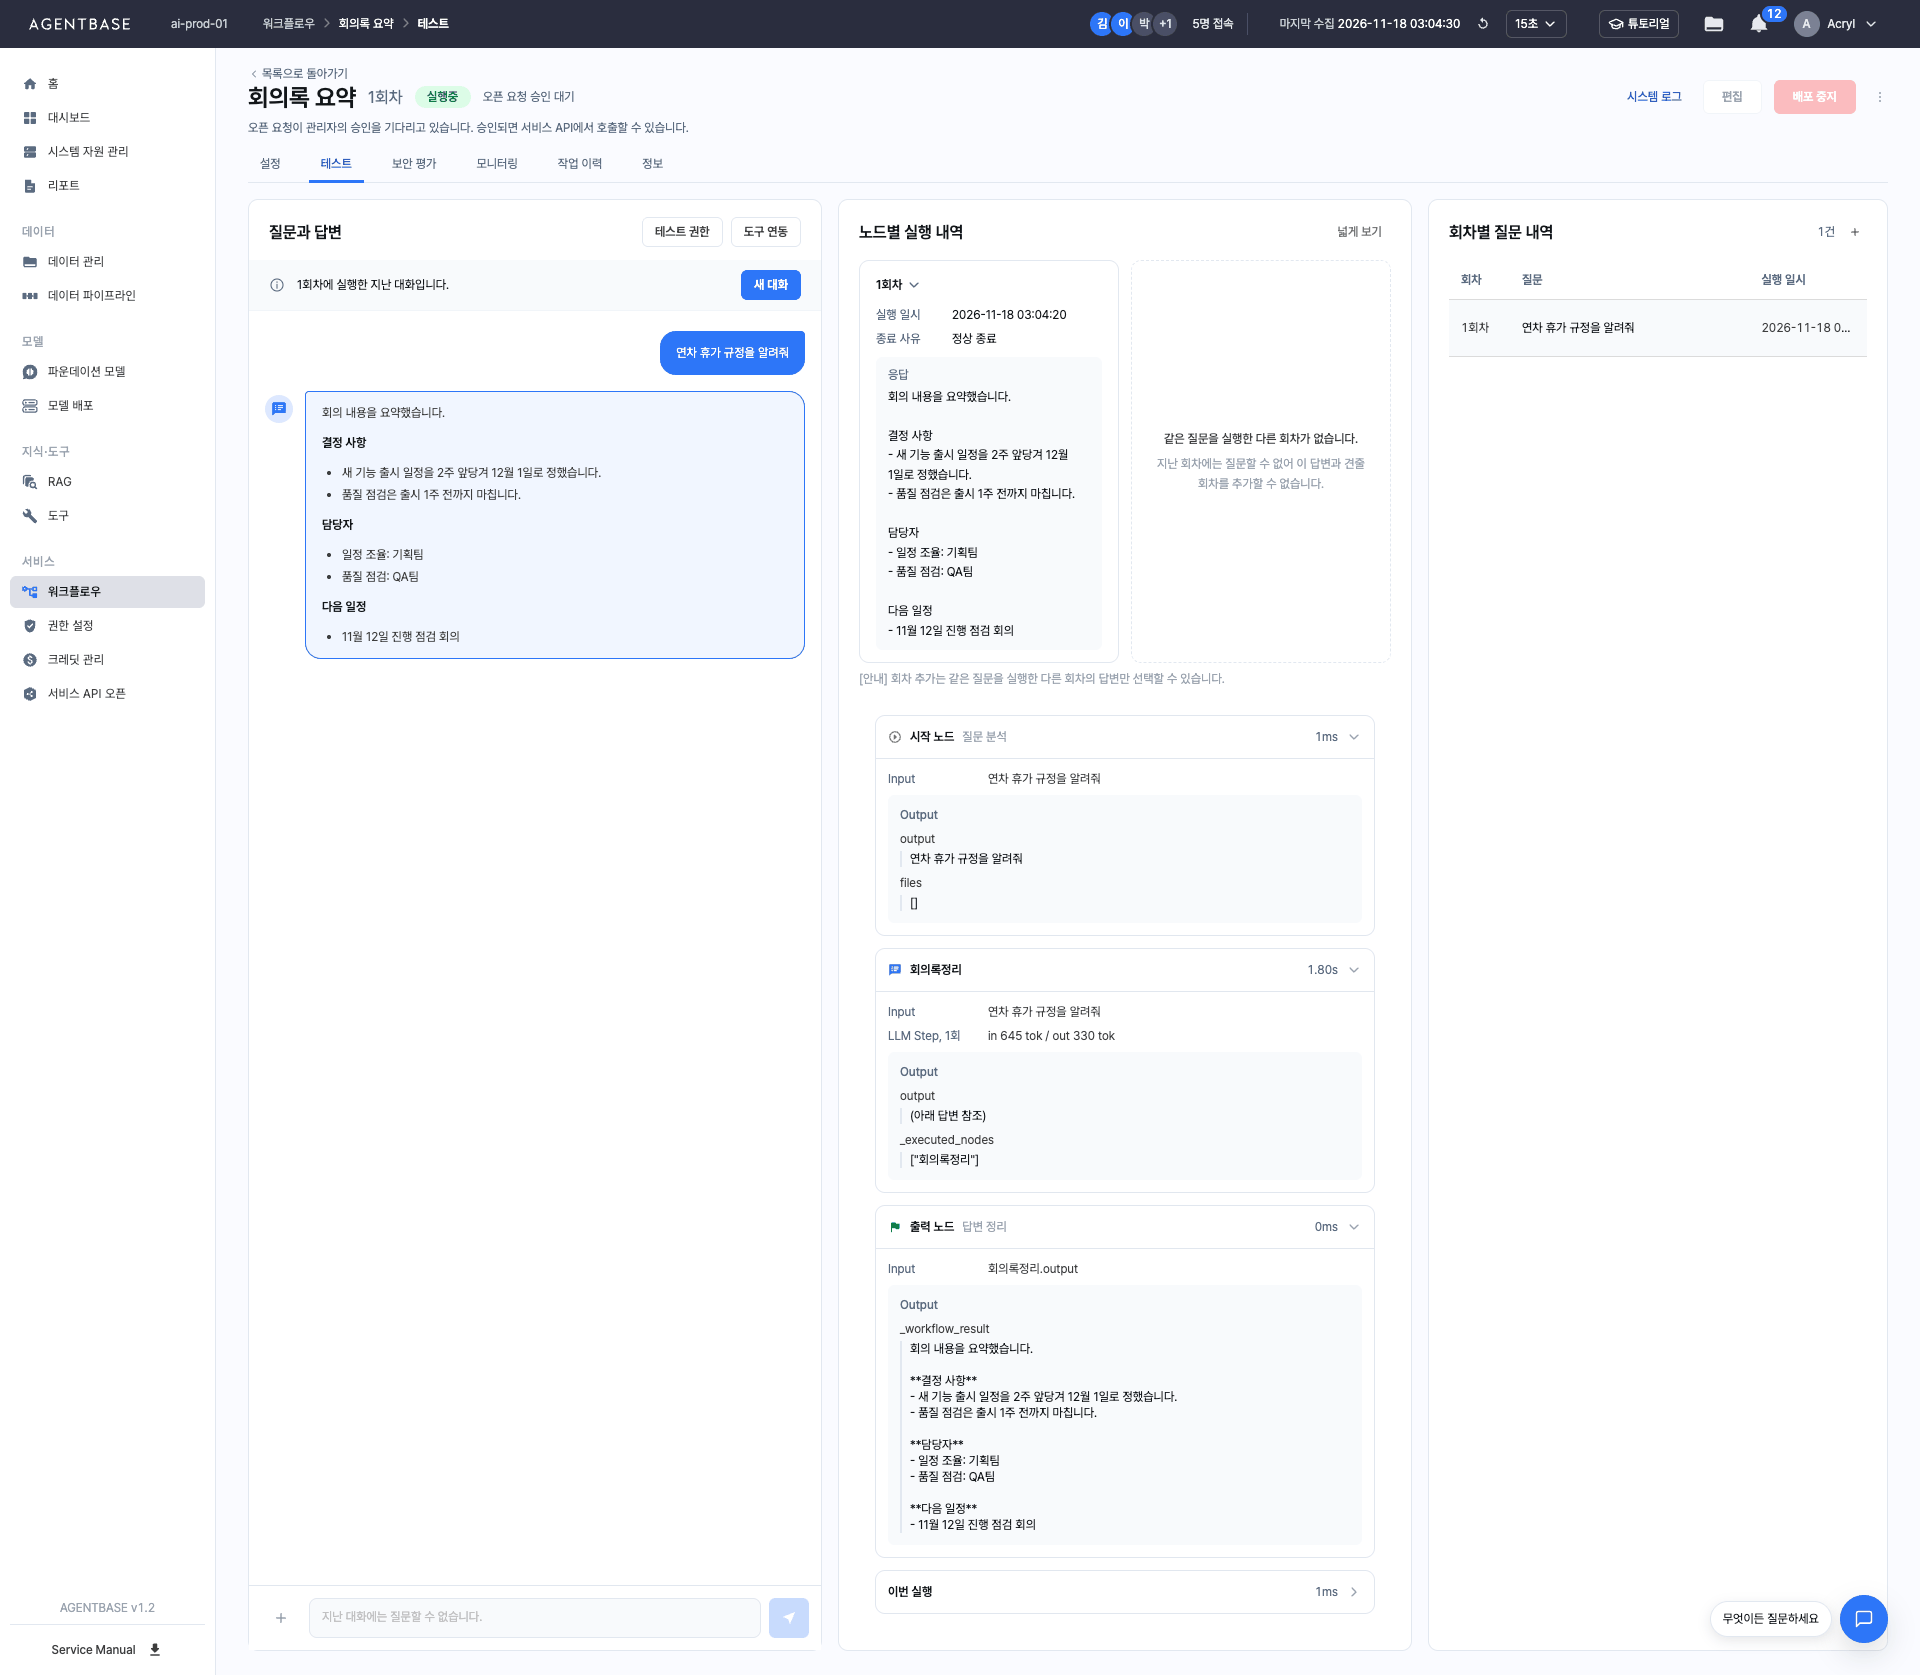 AGENTBASE
ai-prod-01
워크플로우 > 회의록 요약 > 테스트
김 이 박 +1 5명 접속
마지막 수집 2026-11-18 03:04:30
15초
튜토리얼
12
A Acryl
홈
대시보드
시스템 자원 관리
리포트
데이터
데이터 관리
데이터 파이프라인
모델
파운데이션 모델
모델 배포
지식·도구
RAG
도구
서비스
워크플로우
권한 설정
크레딧 관리
서비스 API 오픈
AGENTBASE v1.2
Service Manual
목록으로 돌아가기
회의록 요약 1회차 실행중 오픈 요청 승인 대기
시스템 로그 편집 배포 중지
오픈 요청이 관리자의 승인을 기다리고 있습니다. 승인되면 서비스 API에서 호출할 수 있습니다.
설정 테스트 보안 평가 모니터링 작업 이력 정보
질문과 답변 테스트 권한 도구 연동
1회차에 실행한 지난 대화입니다. 새 대화
연차 휴가 규정을 알려줘
회의 내용을 요약했습니다.
결정 사항
• 새 기능 출시 일정을 2주 앞당겨 12월 1일로 정했습니다.
• 품질 점검은 출시 1주 전까지 마칩니다.
담당자
• 일정 조율: 기획팀
• 품질 점검: QA팀
다음 일정
• 11월 12일 진행 점검 회의
지난 대화에는 질문할 수 없습니다.
노드별 실행 내역 넓게 보기
1회차
실행 일시 2026-11-18 03:04:20
종료 사유 정상 종료
응답
회의 내용을 요약했습니다.
결정 사항
- 새 기능 출시 일정을 2주 앞당겨 12월
1일로 정했습니다.
- 품질 점검은 출시 1주 전까지 마칩니다.
담당자
- 일정 조율: 기획팀
- 품질 점검: QA팀
다음 일정
- 11월 12일 진행 점검 회의
같은 질문을 실행한 다른 회차가 없습니다.
지난 회차에는 질문할 수 없어 이 답변과 견줄
회차를 추가할 수 없습니다.
[안내] 회차 추가는 같은 질문을 실행한 다른 회차의 답변만 선택할 수 있습니다.
시작 노드 질문 분석 1ms
Input 연차 휴가 규정을 알려줘
Output
output
연차 휴가 규정을 알려줘
files
[]
회의록정리 1.80s
Input 연차 휴가 규정을 알려줘
LLM Step, 1회 in 645 tok / out 330 tok
Output
output
(아래 답변 참조)
_executed_nodes
["회의록정리"]
출력 노드 답변 정리 0ms
Input 회의록정리.output
Output
_workflow_result
회의 내용을 요약했습니다.
**결정 사항**
- 새 기능 출시 일정을 2주 앞당겨 12월 1일로 정했습니다.
- 품질 점검은 출시 1주 전까지 마칩니다.
**담당자**
- 일정 조율: 기획팀
- 품질 점검: QA팀
**다음 일정**
- 11월 12일 진행 점검 회의
이번 실행 1ms
회차별 질문 내역 1건 +
회차 질문 실행 일시
1회차 연차 휴가 규정을 알려줘 2026-11-18 0...
무엇이든 질문하세요